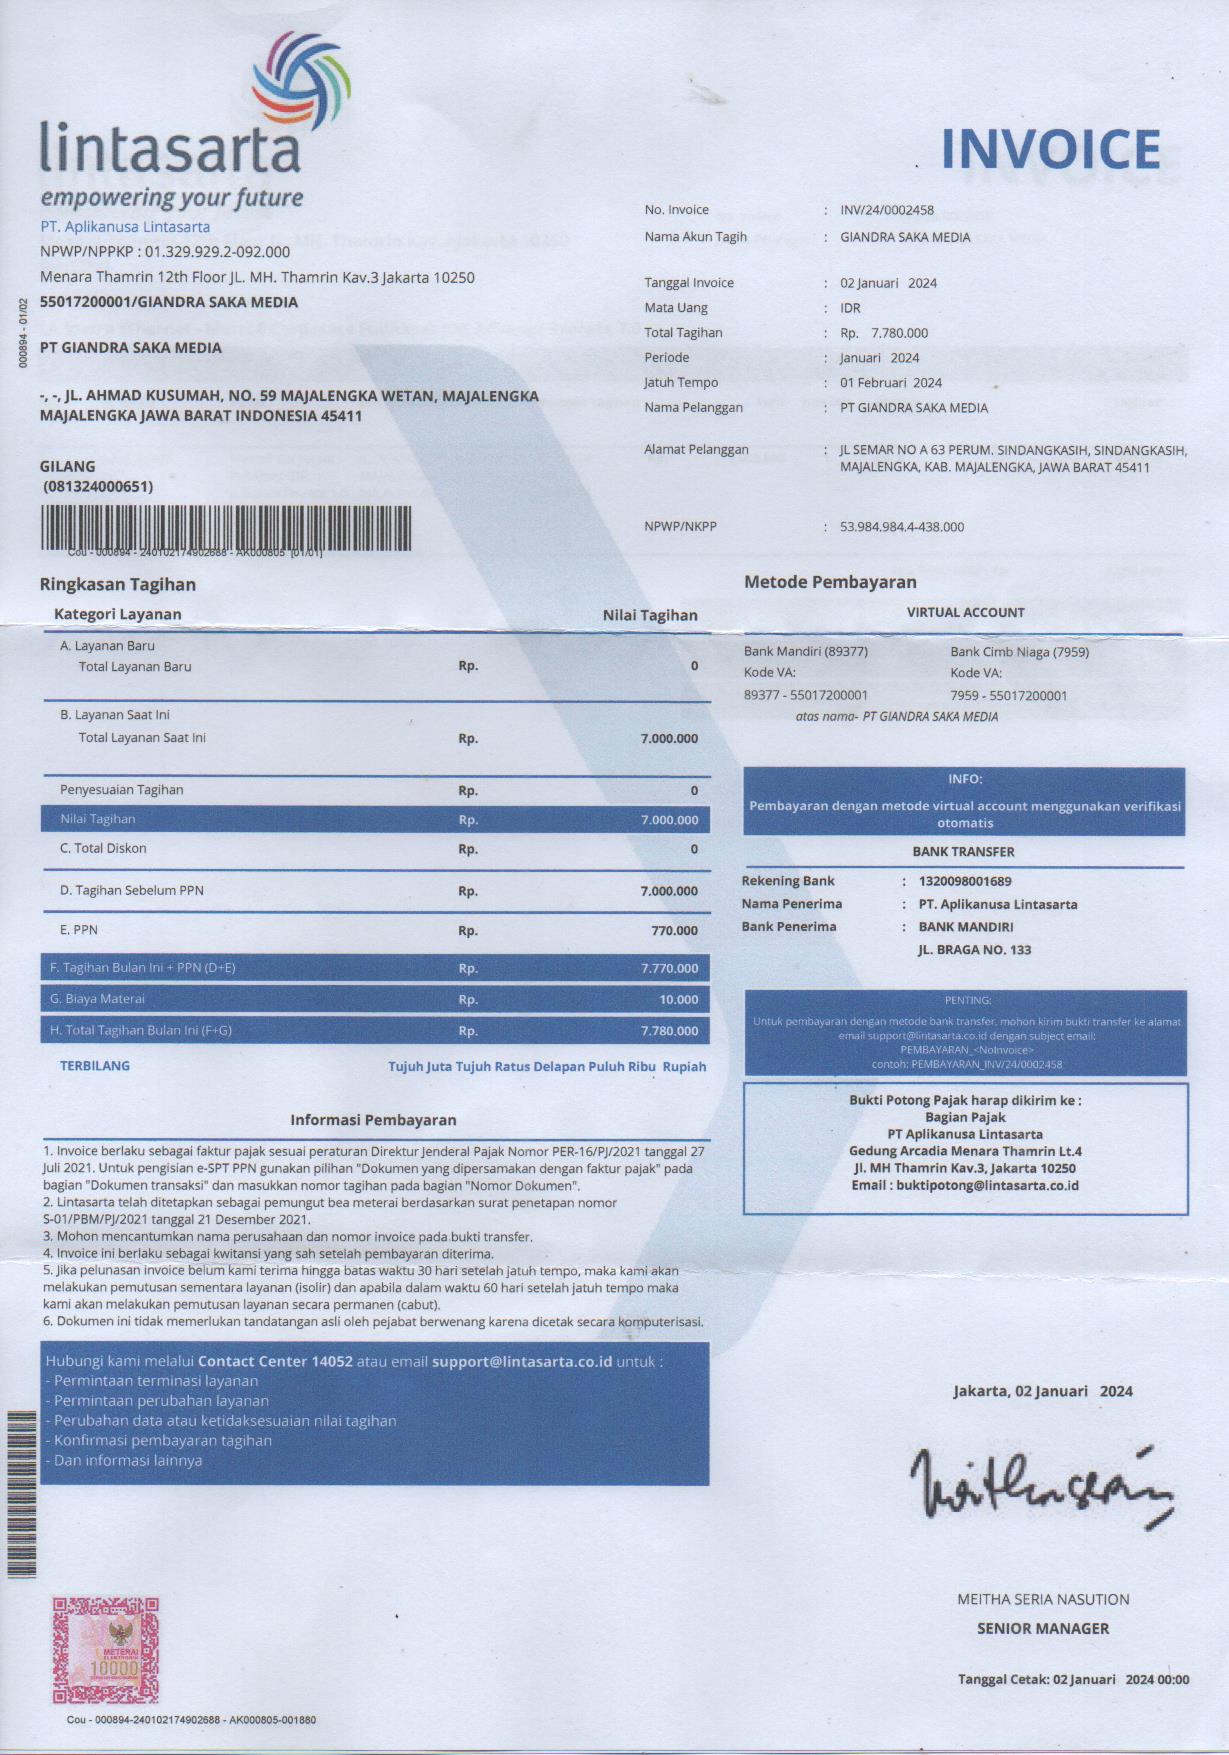 lintasarta
empowering your future
PT. Aplikanusa Lintasarta
NPWP/NPPKP : 01.329.929.2-092.000
Menara Thamrin 12th Floor JL. MH. Thamrin Kav.3 Jakarta 10250
55017200001/GIANDRA SAKA MEDIA
000894 - 01/02
PT GIANDRA SAKA MEDIA
-, -, JL. AHMAD KUSUMAH, NO. 59 MAJALENGKA WETAN, MAJALENGKA
MAJALENGKA JAWA BARAT INDONESIA 45411
GILANG
(081324000651)
Cou - 000894 - 240102174902688 - AK000805 [01/01]
INVOICE
No. Invoice : INV/24/0002458
Nama Akun Tagih : GIANDRA SAKA MEDIA
Tanggal Invoice : 02 Januari 2024
Mata Uang : IDR
Total Tagihan : Rp. 7.780.000
Periode : Januari 2024
Jatuh Tempo : 01 Februari 2024
Nama Pelanggan : PT GIANDRA SAKA MEDIA
Alamat Pelanggan : JL SEMAR NO A 63 PERUM. SINDANGKASIH, SINDANGKASIH,
MAJALENGKA, KAB. MAJALENGKA, JAWA BARAT 45411
NPWP/NKPP : 53.984.984.4-438.000
Ringkasan Tagihan
Kategori Layanan Nilai Tagihan
A. Layanan Baru
Total Layanan Baru Rp. 0
B. Layanan Saat Ini
Total Layanan Saat Ini Rp. 7.000.000
Penyesuaian Tagihan Rp. 0
Nilai Tagihan Rp. 7.000.000
C. Total Diskon Rp. 0
D. Tagihan Sebelum PPN Rp. 7.000.000
E. PPN Rp. 770.000
F. Tagihan Bulan Ini + PPN (D+E) Rp. 7.770.000
G. Biaya Materai Rp. 10.000
H. Total Tagihan Bulan Ini (F+G) Rp. 7.780.000
TERBILANG Tujuh Juta Tujuh Ratus Delapan Puluh Ribu Rupiah
Metode Pembayaran
VIRTUAL ACCOUNT
Bank Mandiri (89377) Bank Cimb Niaga (7959)
Kode VA: Kode VA:
89377 - 55017200001 7959 - 55017200001
atas nama- PT GIANDRA SAKA MEDIA
INFO:
Pembayaran dengan metode virtual account menggunakan verifikasi
otomatis
BANK TRANSFER
Rekening Bank : 1320098001689
Nama Penerima : PT. Aplikanusa Lintasarta
Bank Penerima : BANK MANDIRI
JL. BRAGA NO. 133
PENTING:
Untuk pembayaran dengan metode bank transfer, mohon kirim bukti transfer ke alamat
email support@lintasarta.co.id dengan subject email:
PEMBAYARAN_<NoInvoice>
contoh: PEMBAYARAN_INV/24/0002458
Bukti Potong Pajak harap dikirim ke :
Bagian Pajak
PT Aplikanusa Lintasarta
Gedung Arcadia Menara Thamrin Lt.4
Jl. MH Thamrin Kav.3, Jakarta 10250
Email : buktipotong@lintasarta.co.id
Informasi Pembayaran
1. Invoice berlaku sebagai faktur pajak sesuai peraturan Direktur Jenderal Pajak Nomor PER-16/PJ/2021 tanggal 27
Juli 2021. Untuk pengisian e-SPT PPN gunakan pilihan "Dokumen yang dipersamakan dengan faktur pajak" pada
bagian "Dokumen transaksi" dan masukkan nomor tagihan pada bagian "Nomor Dokumen".
2. Lintasarta telah ditetapkan sebagai pemungut bea meterai berdasarkan surat penetapan nomor
S-01/PBM/PJ/2021 tanggal 21 Desember 2021.
3. Mohon mencantumkan nama perusahaan dan nomor invoice pada bukti transfer.
4. Invoice ini berlaku sebagai kwitansi yang sah setelah pembayaran diterima.
5. Jika pelunasan invoice belum kami terima hingga batas waktu 30 hari setelah jatuh tempo, maka kami akan
melakukan pemutusan sementara layanan (isolir) dan apabila dalam waktu 60 hari setelah jatuh tempo maka
kami akan melakukan pemutusan layanan secara permanen (cabut).
6. Dokumen ini tidak memerlukan tandatangan asli oleh pejabat berwenang karena dicetak secara komputerisasi.
Hubungi kami melalui Contact Center 14052 atau email support@lintasarta.co.id untuk :
- Permintaan terminasi layanan
- Permintaan perubahan layanan
- Perubahan data atau ketidaksesuaian nilai tagihan
- Konfirmasi pembayaran tagihan
- Dan informasi lainnya
Jakarta, 02 Januari 2024
MEITHA SERIA NASUTION
SENIOR MANAGER
Tanggal Cetak: 02 Januari 2024 00:00
METERAI
ELEKTRONIK
10000
Cou - 000894-240102174902688 - AK000805-001880